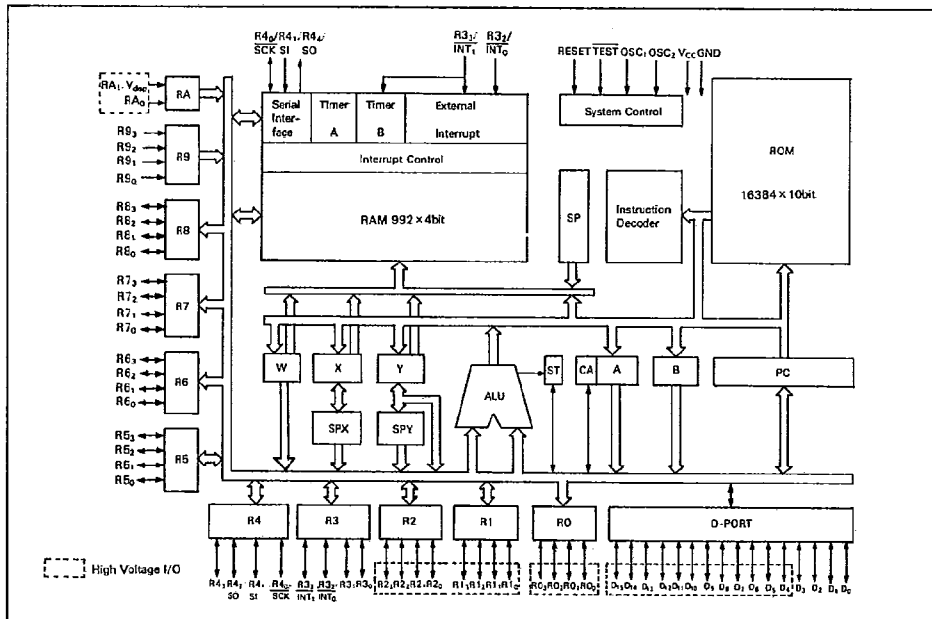 R4₀/ R4₁/ R4₄/
SCK SI SO
R3₃/ R3₂/
INT₁ INT₀
RESET TEST OSC₁ OSC₂ VCC GND
RA₁, Vdisp
RA₀
RA
Serial Inter- face
Timer A
Timer B
External Interrupt
Interrupt Control
RAM 992 × 4bit
System Control
ROM
16384 × 10bit
SP
Instruction Decoder
R9₃
R9₂
R9₁
R9₀
R9
R8₃
R8₂
R8₁
R8₀
R8
R7₃
R7₂
R7₁
R7₀
R7
R6₃
R6₂
R6₁
R6₀
R6
R5₃
R5₂
R5₁
R5₀
R5
W
X
Y
SPX
SPY
ALU
ST
CA
A
B
PC
R4
R3
R2
R1
R0
D-PORT
R4₃ R4₂/ R4₁/ R4₀/
SO SI SCK
R3₃/ R3₂/ R3₁ R3₀
INT₁ INT₀
R2₃ R2₂ R2₁ R2₀
R1₃ R1₂ R1₁ R1₀
R0₃ R0₂ R0₁ R0₀
D₁₅ D₁₄ D₁₃ D₁₂ D₁₁ D₁₀ D₉ D₈ D₇ D₆ D₅ D₄ D₃ D₂ D₁ D₀
High Voltage I/O